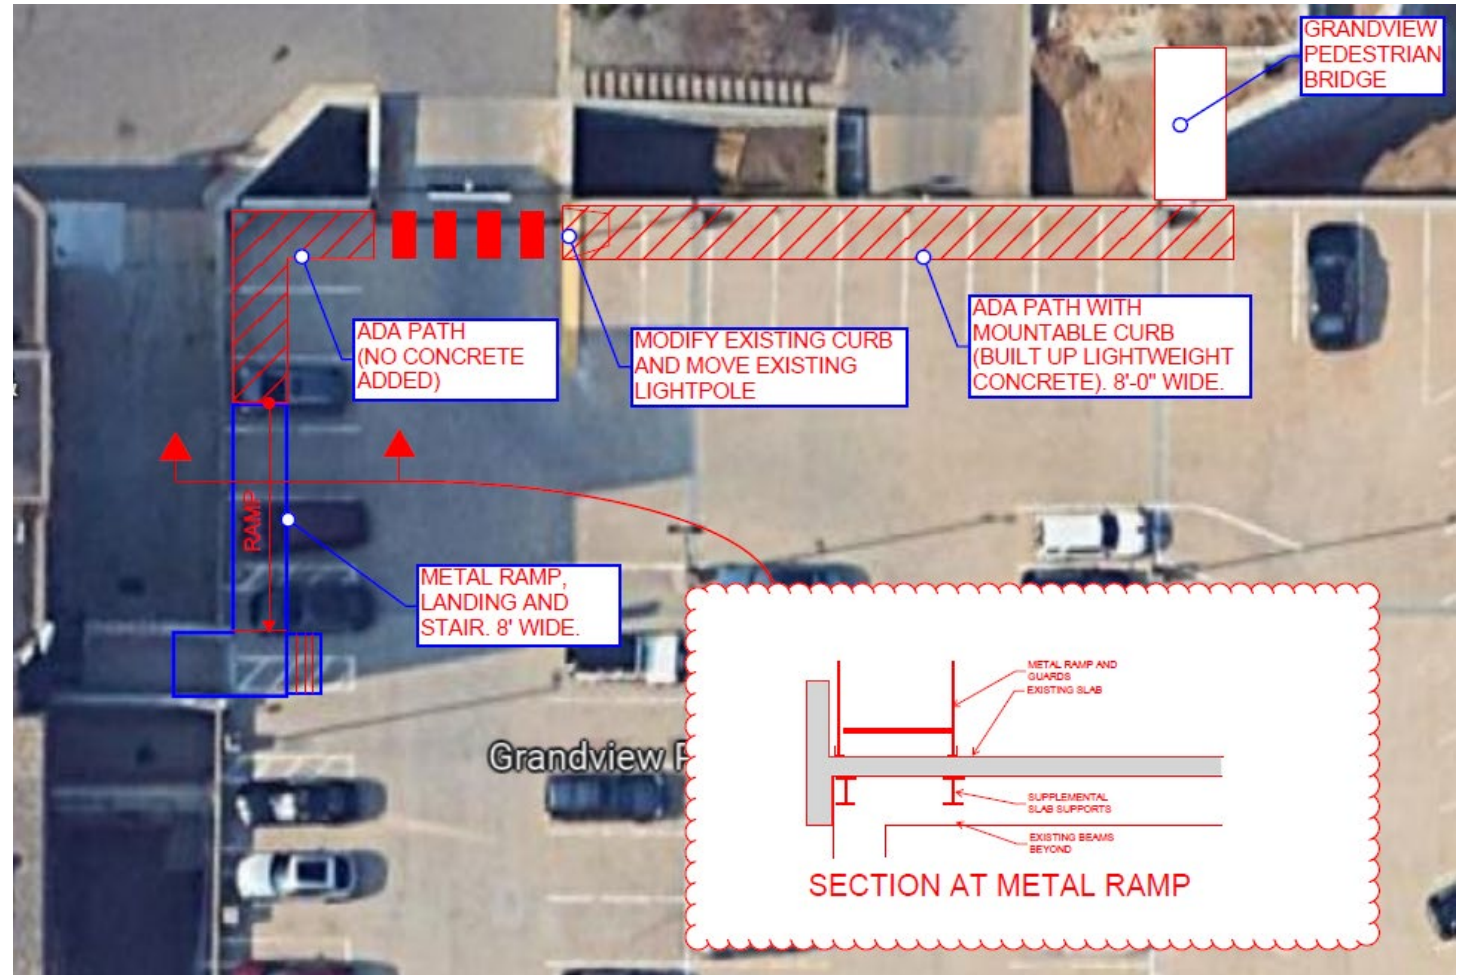 GRANDVIEW
PEDESTRIAN
BRIDGE
ADA PATH
(NO CONCRETE
ADDED)
MODIFY EXISTING CURB
AND MOVE EXISTING
LIGHTPOLE
ADA PATH WITH
MOUNTABLE CURB
(BUILT UP LIGHTWEIGHT
CONCRETE). 8'-0" WIDE.
RAMP
METAL RAMP,
LANDING AND
STAIR. 8' WIDE.
Grandview P
METAL RAMP AND
GUARDS
EXISTING SLAB
SUPPLEMENTAL
SLAB SUPPORTS
EXISTING BEAMS
BEYOND
SECTION AT METAL RAMP